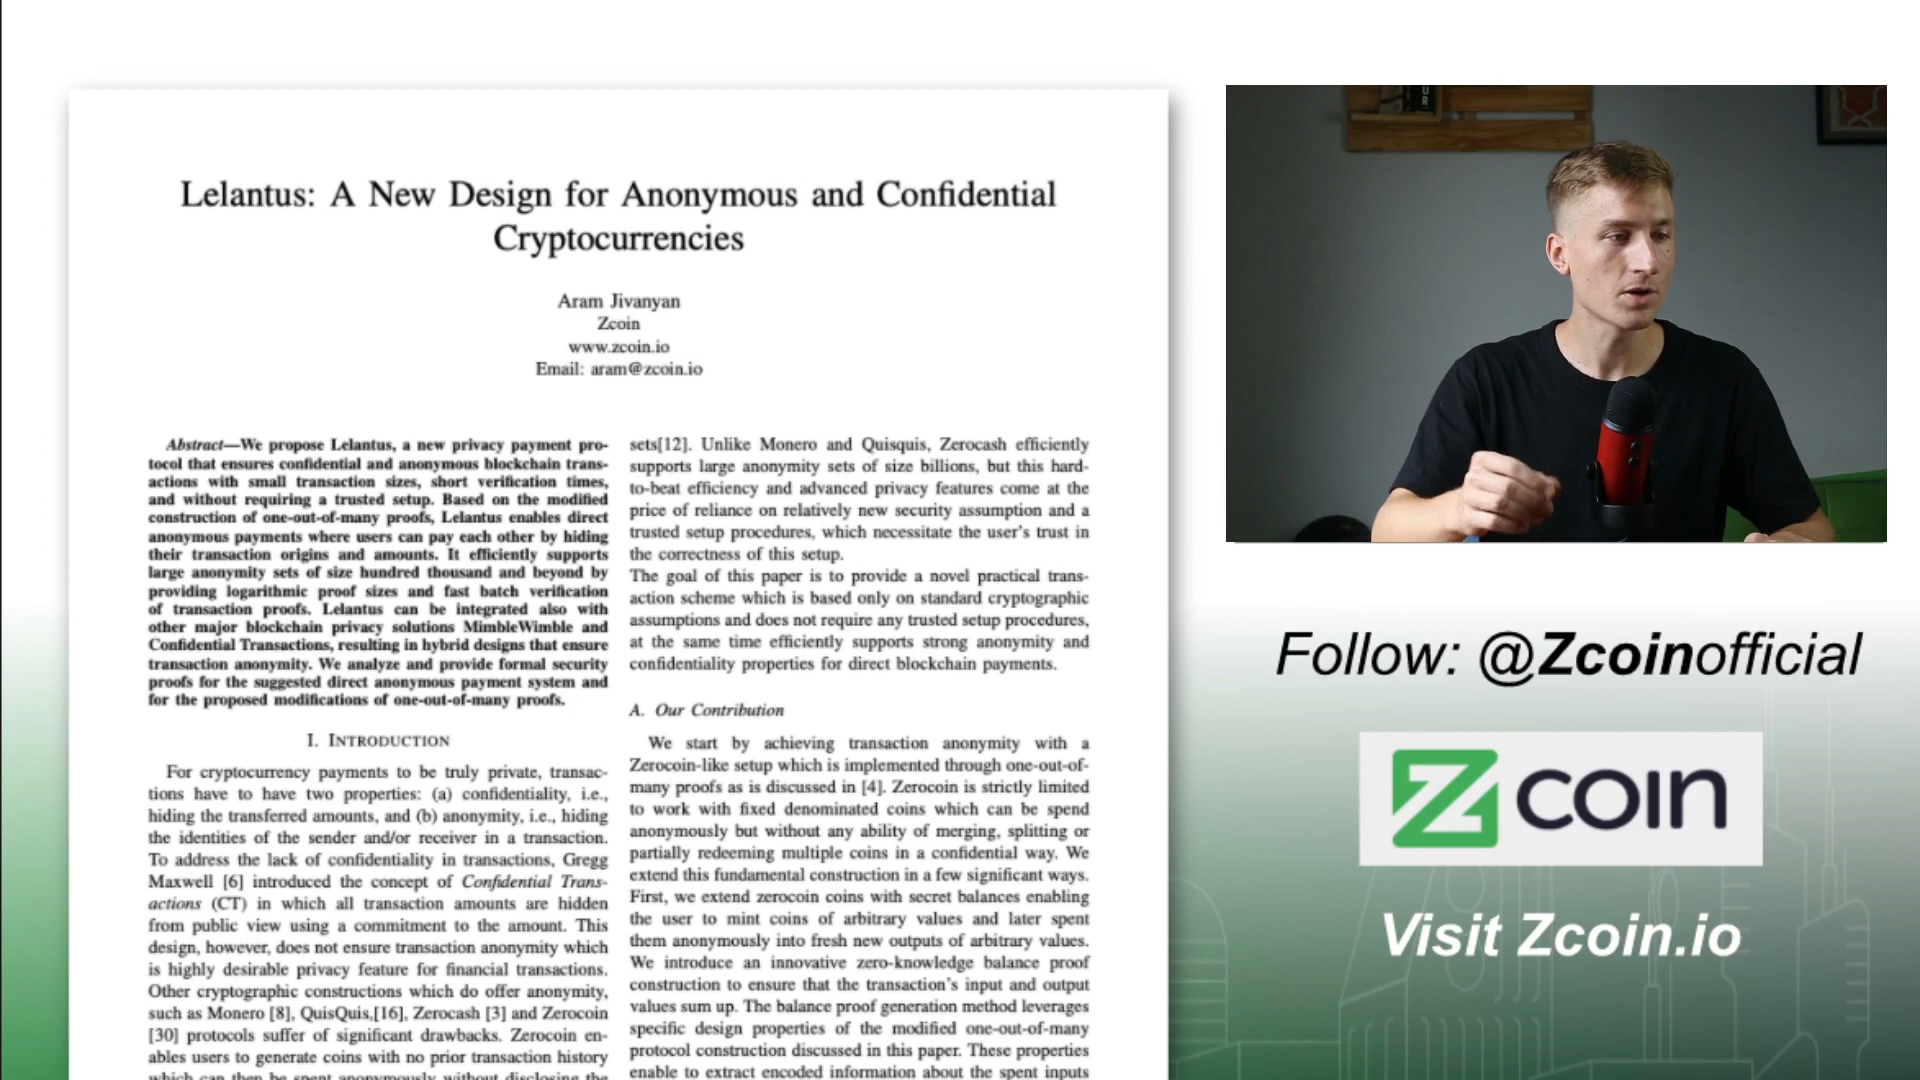 Lelantus: A New Design for Anonymous and Confidential
Cryptocurrencies
Aram Jivanyan
Zcoin
www.zcoin.io
Email: aram@zcoin.io
Abstract—We propose Lelantus, a new privacy payment pro-
tocol that ensures confidential and anonymous blockchain trans-
actions with small transaction sizes, short verification times,
and without requiring a trusted setup. Based on the modified
construction of one-out-of-many proofs, Lelantus enables direct
anonymous payments where users can pay each other by hiding
their transaction origins and amounts. It efficiently supports
large anonymity sets of size hundred thousand and beyond by
providing logarithmic proof sizes and fast batch verification
of transaction proofs. Lelantus can be integrated also with
other major blockchain privacy solutions MimbleWimble and
Confidential Transactions, resulting in hybrid designs that ensure
transaction anonymity. We analyze and provide formal security
proofs for the suggested direct anonymous payment system and
for the proposed modifications of one-out-of-many proofs.
I. INTRODUCTION
For cryptocurrency payments to be truly private, transac-
tions have to have two properties: (a) confidentiality, i.e.,
hiding the transferred amounts, and (b) anonymity, i.e., hiding
the identities of the sender and/or receiver in a transaction.
To address the lack of confidentiality in transactions, Gregg
Maxwell [6] introduced the concept of Confidential Trans-
actions (CT) in which all transaction amounts are hidden
from public view using a commitment to the amount. This
design, however, does not ensure transaction anonymity which
is highly desirable privacy feature for financial transactions.
Other cryptographic constructions which do offer anonymity,
such as Monero [8], QuisQuis,[16], Zerocash [3] and Zerocoin
[30] protocols suffer of significant drawbacks. Zerocoin en-
ables users to generate coins with no prior transaction history
which can then be spent anonymously without disclosing the
sets[12]. Unlike Monero and Quisquis, Zerocash efficiently
supports large anonymity sets of size billions, but this hard-
to-beat efficiency and advanced privacy features come at the
price of reliance on relatively new security assumption and a
trusted setup procedures, which necessitate the user's trust in
the correctness of this setup.
The goal of this paper is to provide a novel practical trans-
action scheme which is based only on standard cryptographic
assumptions and does not require any trusted setup procedures,
at the same time efficiently supports strong anonymity and
confidentiality properties for direct blockchain payments.
A. Our Contribution
We start by achieving transaction anonymity with a
Zerocoin-like setup which is implemented through one-out-of-
many proofs as is discussed in [4]. Zerocoin is strictly limited
to work with fixed denominated coins which can be spend
anonymously but without any ability of merging, splitting or
partially redeeming multiple coins in a confidential way. We
extend this fundamental construction in a few significant ways.
First, we extend zerocoin coins with secret balances enabling
the user to mint coins of arbitrary values and later spent
them anonymously into fresh new outputs of arbitrary values.
We introduce an innovative zero-knowledge balance proof
construction to ensure that the transaction's input and output
values sum up. The balance proof generation method leverages
specific design properties of the modified one-out-of-many
protocol construction discussed in this paper. These properties
enable to extract encoded information about the spent inputs
Follow: @Zcoinofficial
Z coin
Visit Zcoin.io